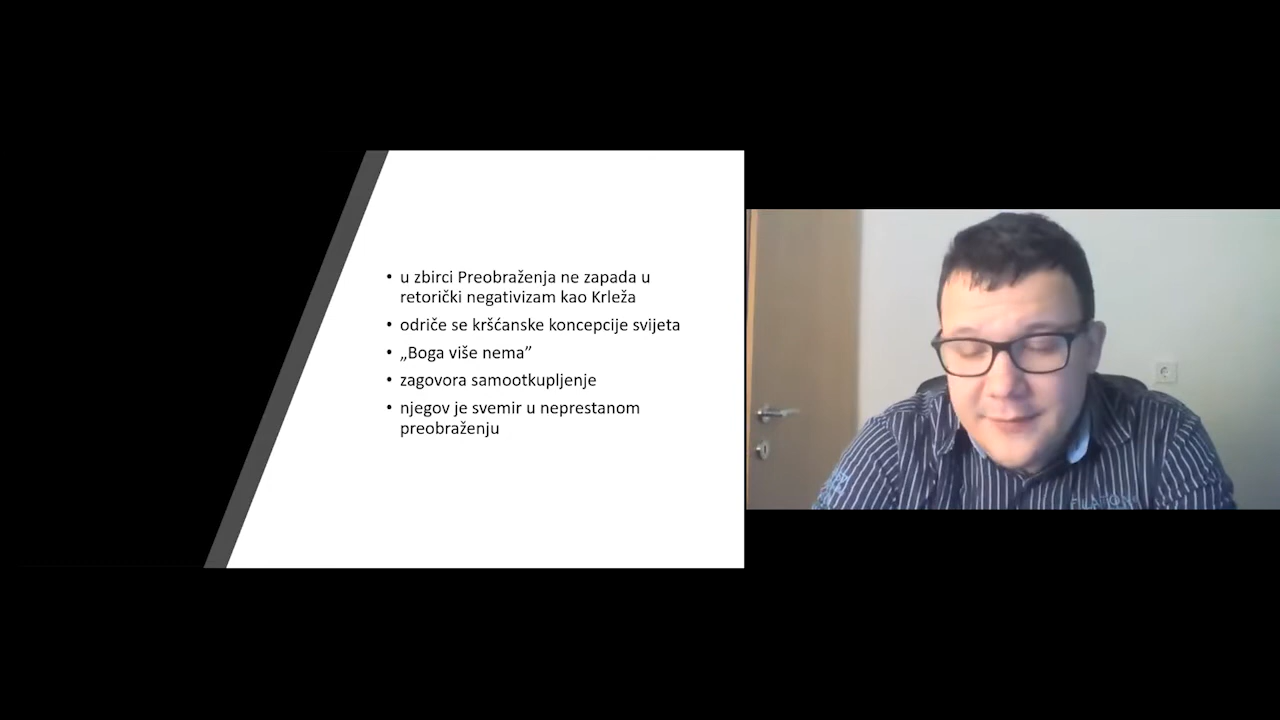 • u zbirci Preobraženja ne zapada u
retorički negativizam kao Krleža
• odriče se kršćanske koncepcije svijeta
• „Boga više nema”
• zagovora samootkupljenje
• njegov je svemir u neprestanom
preobraženju